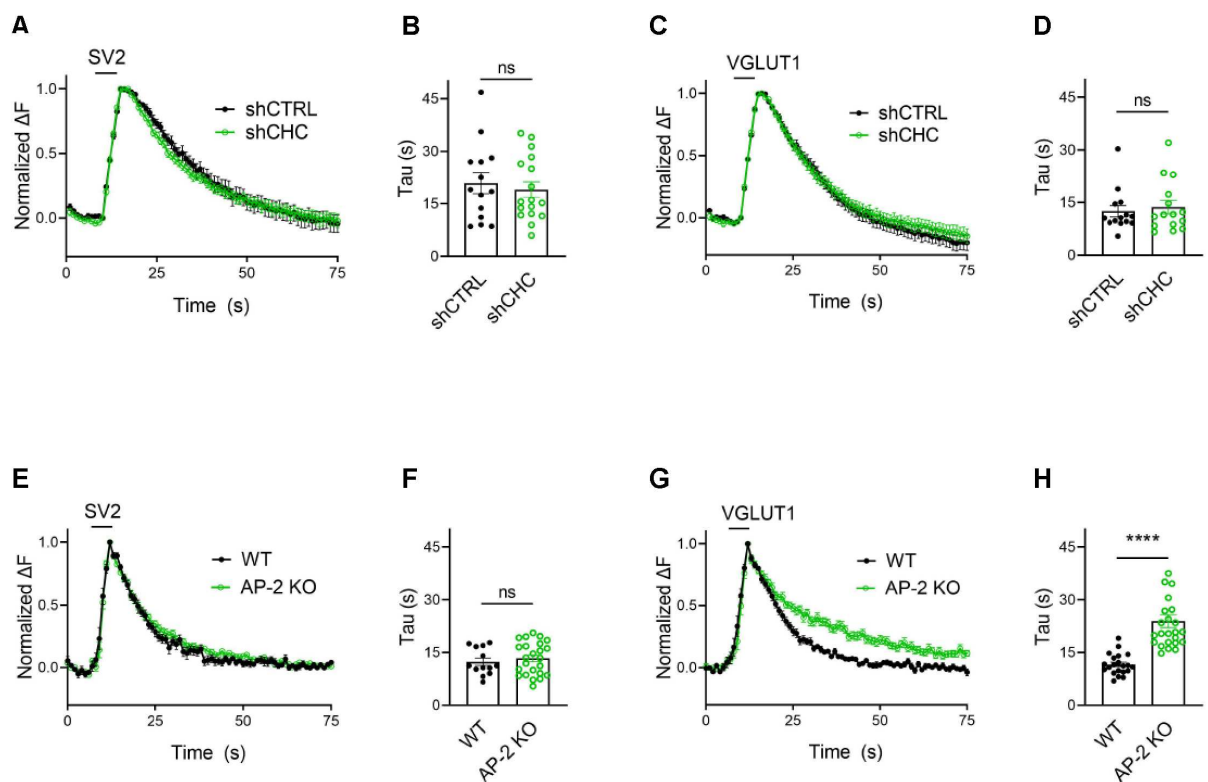 A
SV2
Normalized ΔF
1.0
0.5
0.0
shCTRL
shCHC
0
25
50
75
Time (s)
B
ns
Tau (s)
45
30
15
0
shCTRL
shCHC
C
VGLUT1
Normalized ΔF
1.0
0.5
0.0
shCTRL
shCHC
0
25
50
75
Time (s)
D
ns
Tau (s)
45
30
15
0
shCTRL
shCHC
E
SV2
Normalized ΔF
1.0
0.5
0.0
WT
AP-2 KO
0
25
50
75
Time (s)
F
ns
Tau (s)
45
30
15
0
WT
AP-2 KO
G
VGLUT1
Normalized ΔF
1.0
0.5
0.0
WT
AP-2 KO
0
25
50
75
Time (s)
H
****
Tau (s)
45
30
15
0
WT
AP-2 KO